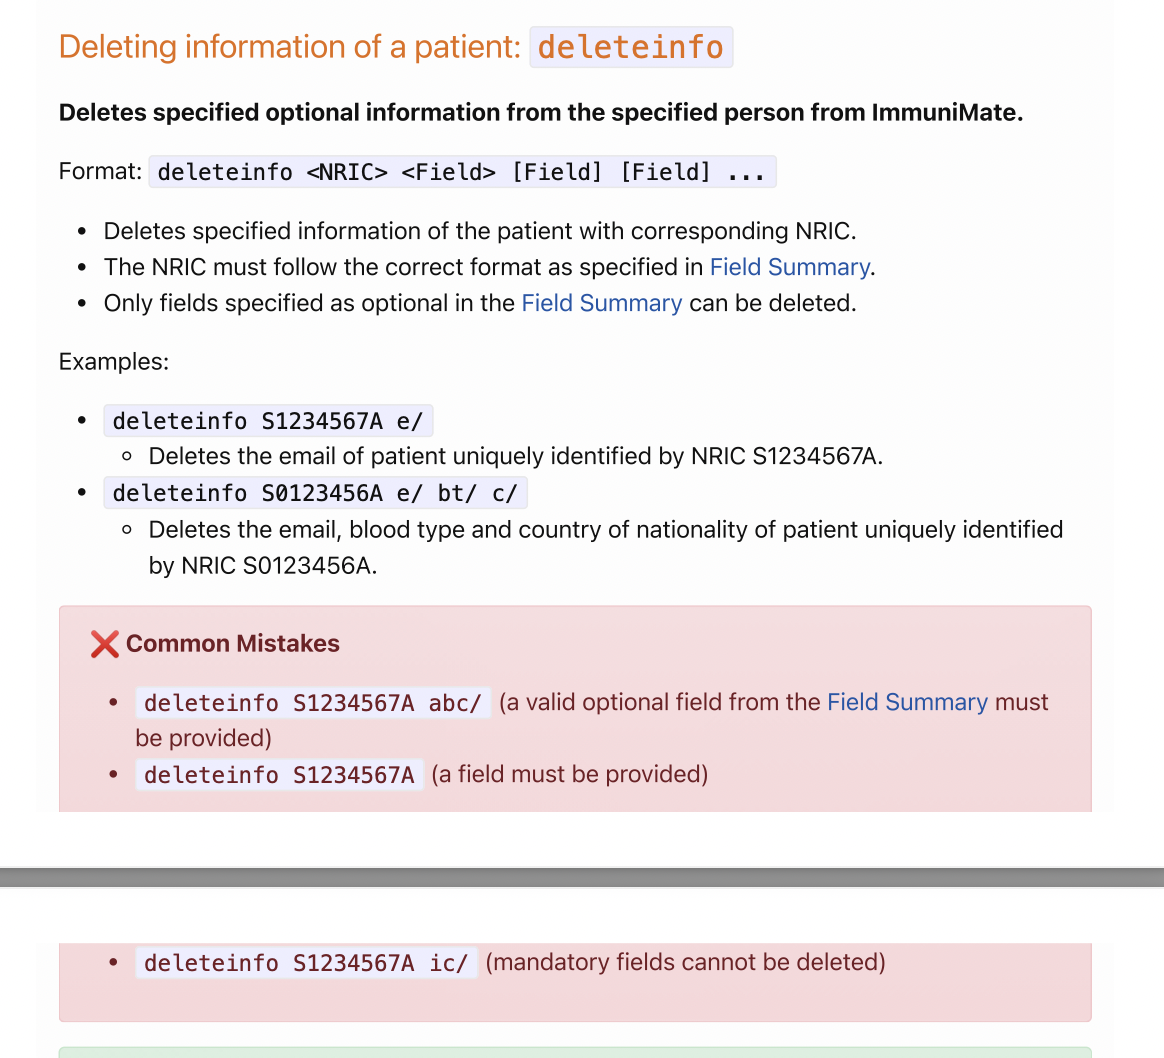 Deleting information of a patient: deleteinfo
Deletes specified optional information from the specified person from ImmuniMate.
Format: deleteinfo <NRIC> <Field> [Field] [Field] ...
• Deletes specified information of the patient with corresponding NRIC.
• The NRIC must follow the correct format as specified in Field Summary.
• Only fields specified as optional in the Field Summary can be deleted.
Examples:
• deleteinfo S1234567A e/
◦ Deletes the email of patient uniquely identified by NRIC S1234567A.
• deleteinfo S0123456A e/ bt/ c/
◦ Deletes the email, blood type and country of nationality of patient uniquely identified
by NRIC S0123456A.
❌ Common Mistakes
• deleteinfo S1234567A abc/ (a valid optional field from the Field Summary must
be provided)
• deleteinfo S1234567A (a field must be provided)
• deleteinfo S1234567A ic/ (mandatory fields cannot be deleted)